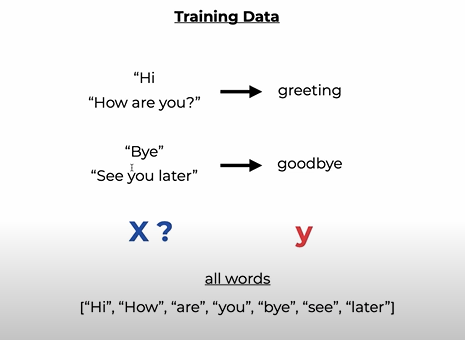 Training Data
“Hi
“How are you?”
greeting
“Bye”
“See you later”
goodbye
X ?
y
all words
[“Hi”, “How”, “are”, “you”, “bye”, “see”, “later”]